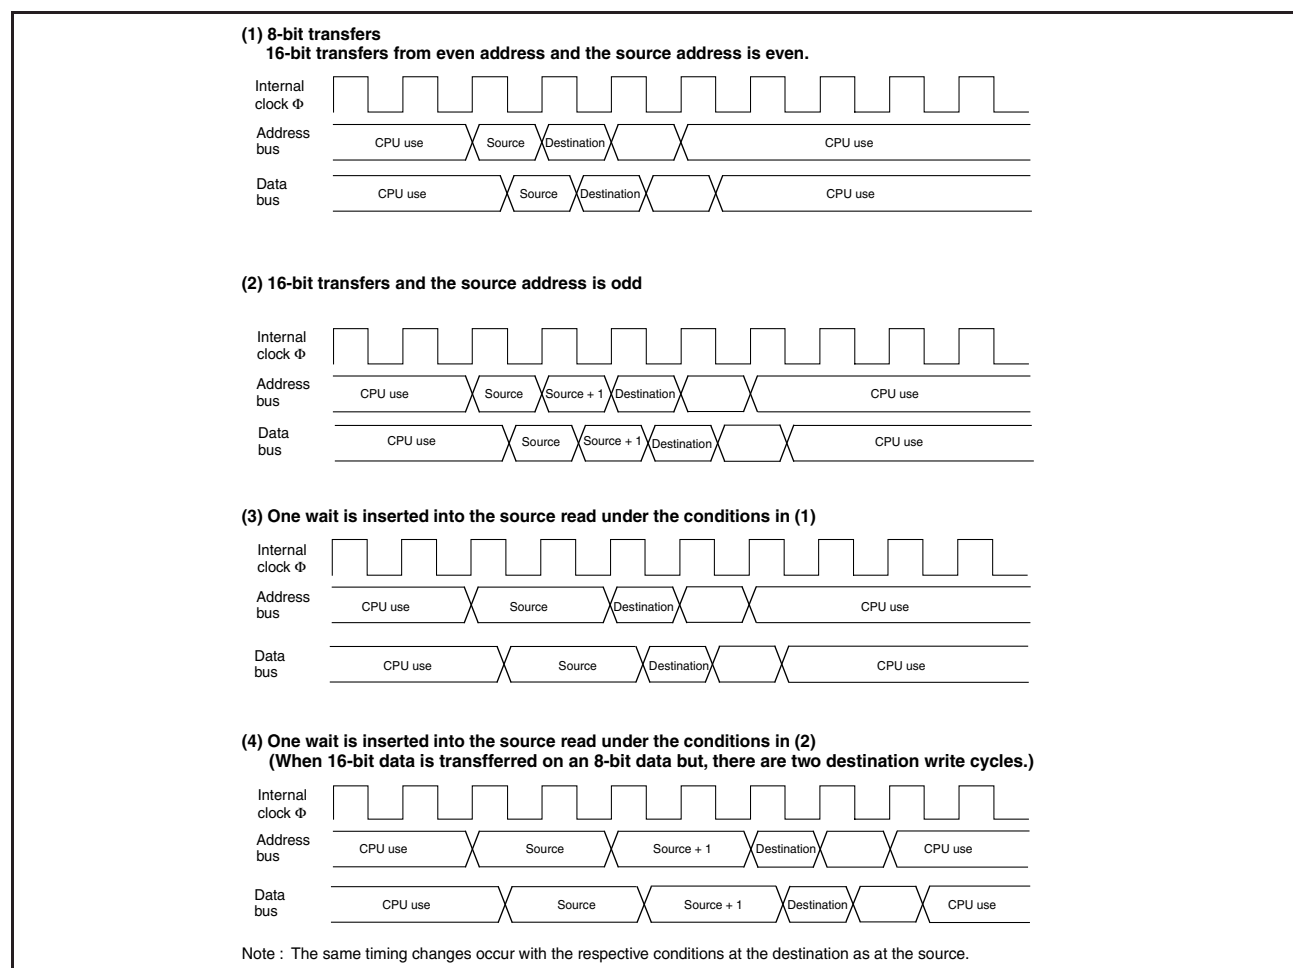 (1) 8-bit transfers
16-bit transfers from even address and the source address is even.
Internal
clock Φ
Address
bus
CPU use
Source
Destination
CPU use
Data
bus
CPU use
Source
Destination
CPU use
(2) 16-bit transfers and the source address is odd
Internal
clock Φ
Address
bus
CPU use
Source
Source + 1
Destination
CPU use
Data
bus
CPU use
Source
Source + 1
Destination
CPU use
(3) One wait is inserted into the source read under the conditions in (1)
Internal
clock Φ
Address
bus
CPU use
Source
Destination
CPU use
Data
bus
CPU use
Source
Destination
CPU use
(4) One wait is inserted into the source read under the conditions in (2)
(When 16-bit data is transfferred on an 8-bit data but, there are two destination write cycles.)
Internal
clock Φ
Address
bus
CPU use
Source
Source + 1
Destination
CPU use
Data
bus
CPU use
Source
Source + 1
Destination
CPU use
Note : The same timing changes occur with the respective conditions at the destination as at the source.